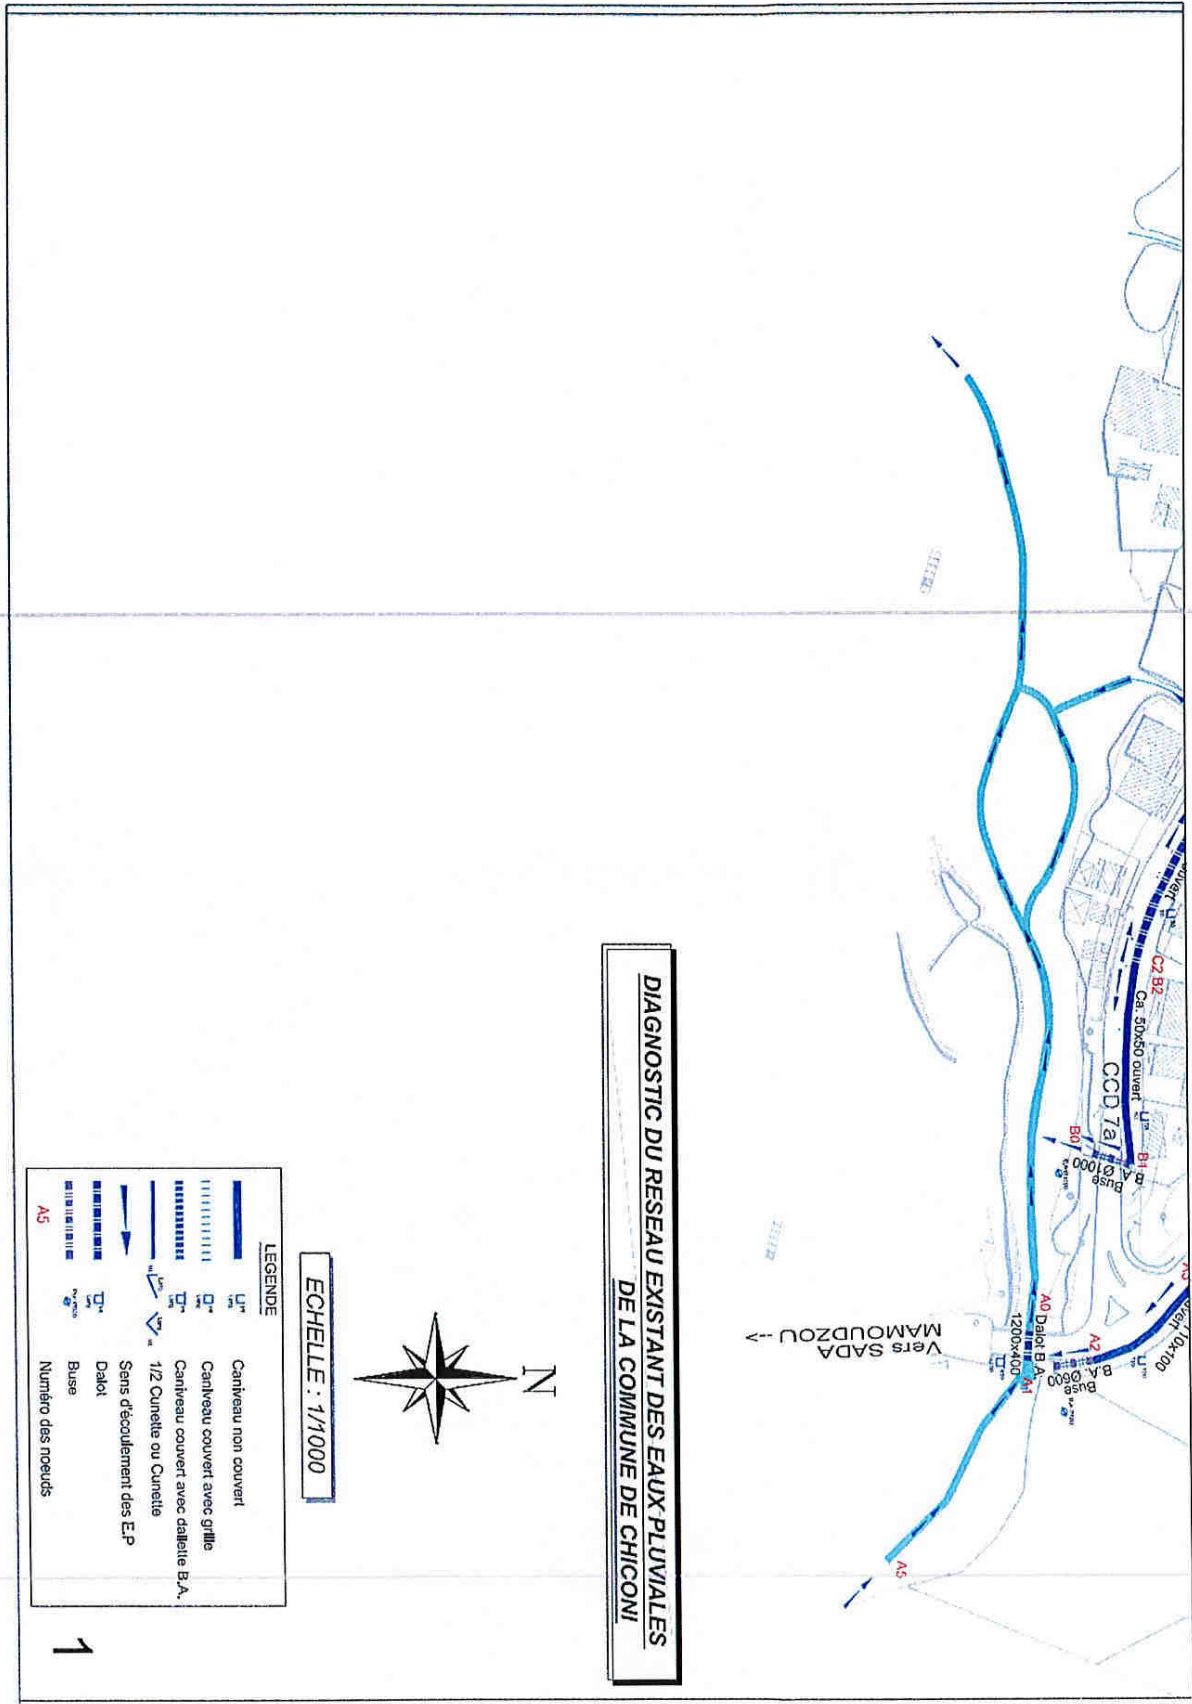 C2 B2
Ca. 50x50 ouvert
CCD 7a
B1
B0
Buse
B.A Ø1000
A3
A2
Buse
B.A. Ø600
A0 Dalot B.A.
1200x400
A1
Vers SADA
MAMOUDZOU -->
A5
DIAGNOSTIC DU RESEAU EXISTANT DES EAUX PLUVIALES
DE LA COMMUNE DE CHICONI
N
ECHELLE : 1/1000
LEGENDE
Caniveau non couvert
Caniveau couvert avec grille
Caniveau couvert avec dallette B.A.
1/2 Cunette ou Cunette
Sens d'écoulement des E.P
Dalot
Buse
A5 Numéro des noeuds
1